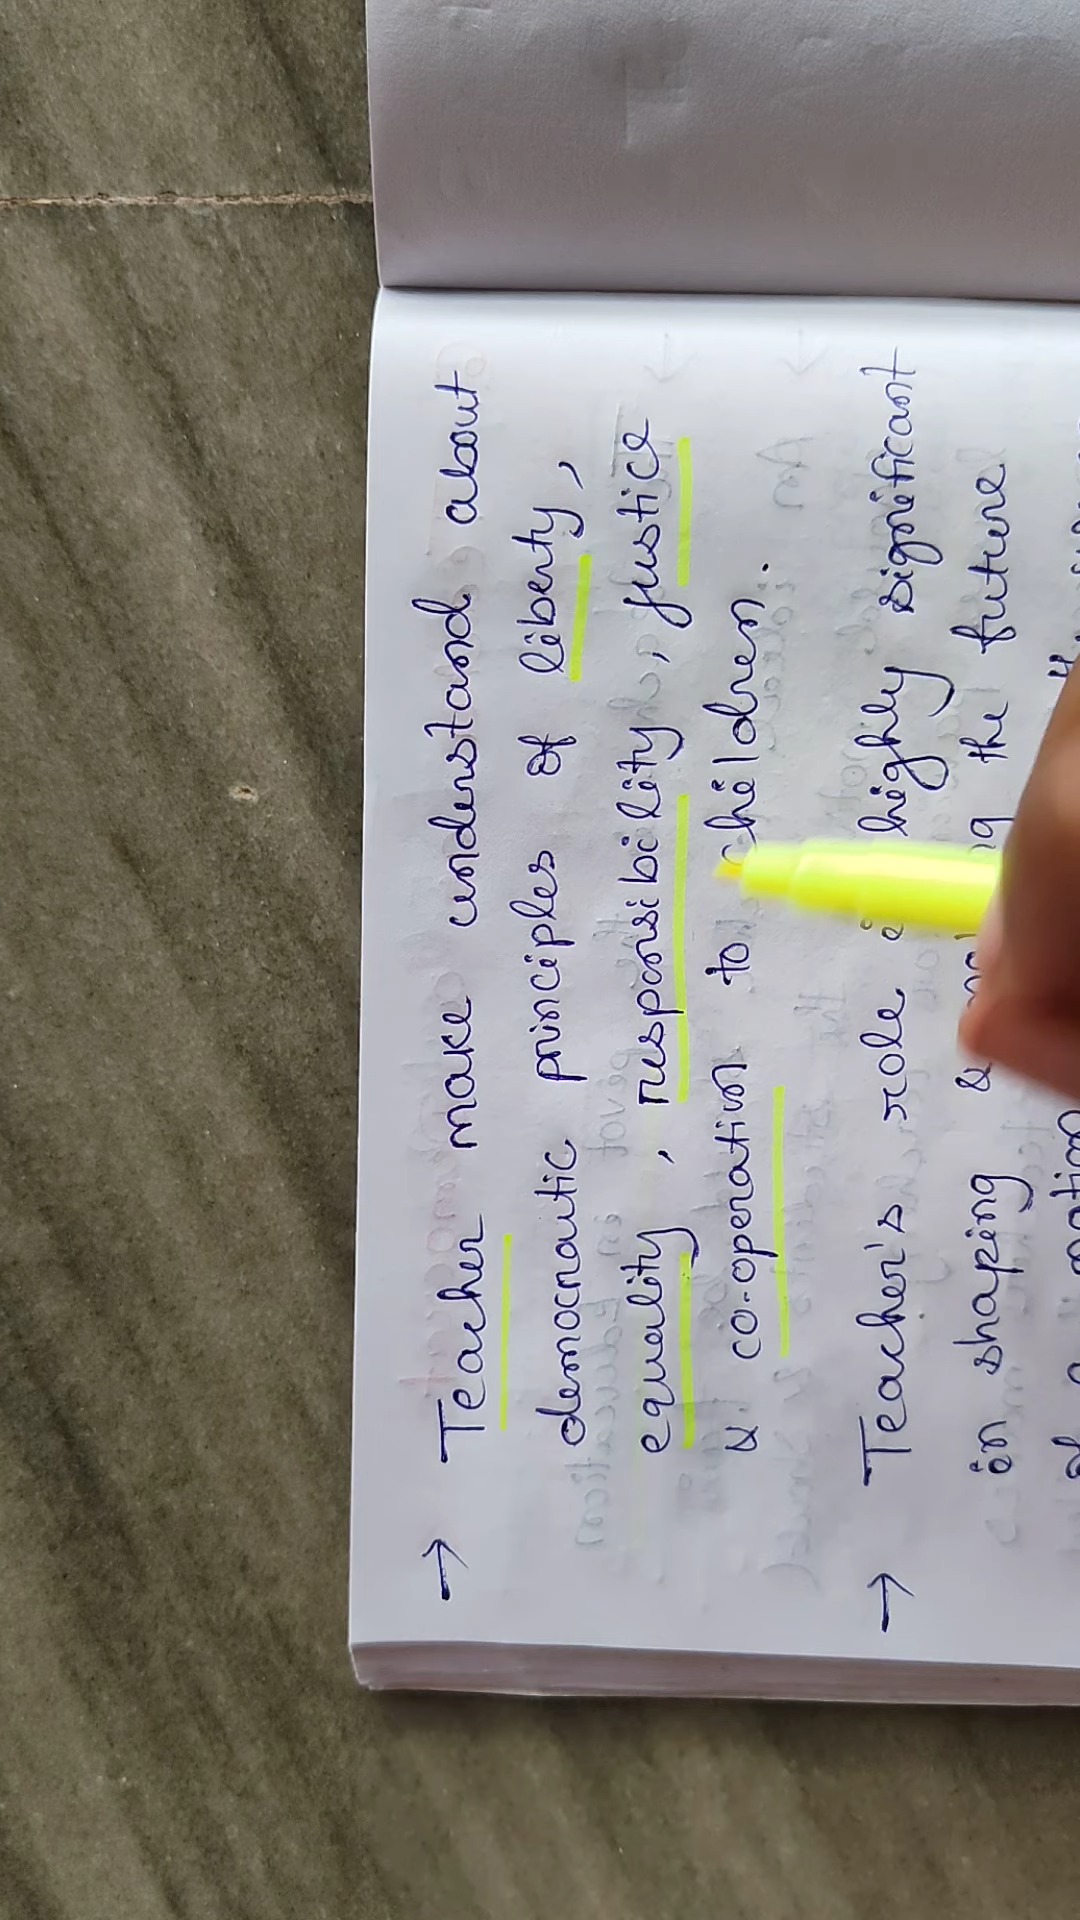 → Teacher make understand about
democratic principles of liberty,
equality, responsibility, justice
& co-operation to children.
→ Teacher's role highly significant
in shaping & the future
of